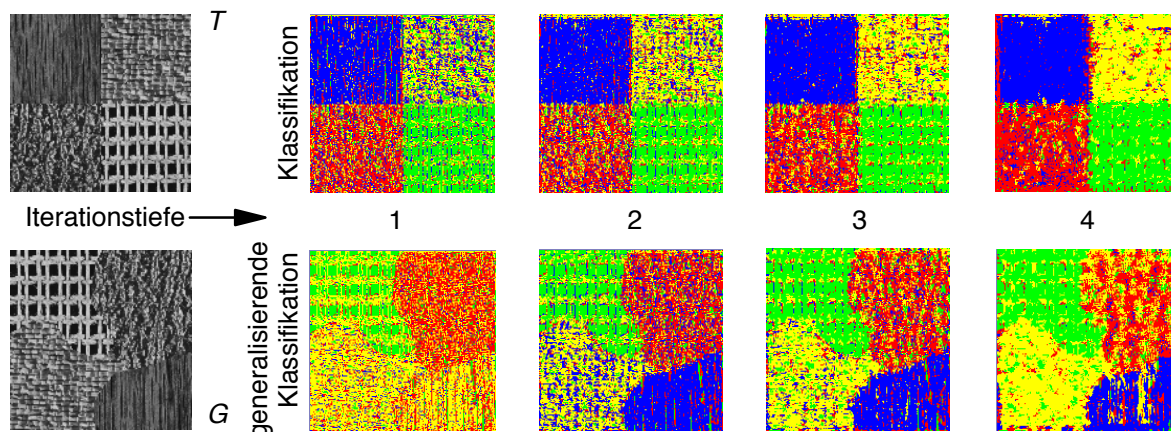 T
Klassifikation
Iterationstiefe
1 2 3 4
generalisierende
Klassifikation
G